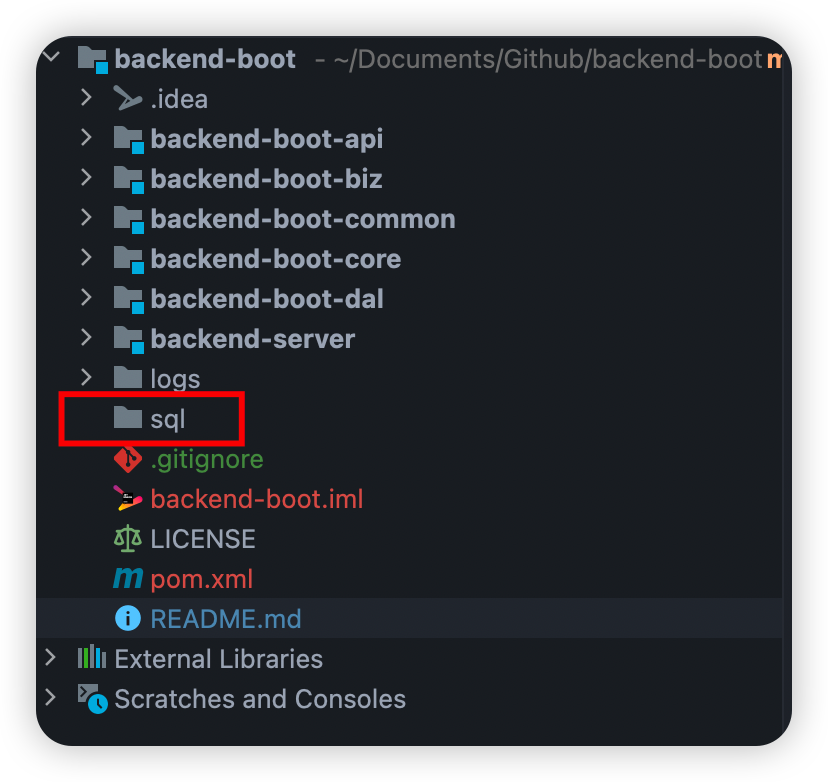 backend-boot - ~/Documents/Github/backend-boot m
.idea
backend-boot-api
backend-boot-biz
backend-boot-common
backend-boot-core
backend-boot-dal
backend-server
logs
sql
.gitignore
backend-boot.iml
LICENSE
m pom.xml
README.md
External Libraries
Scratches and Consoles